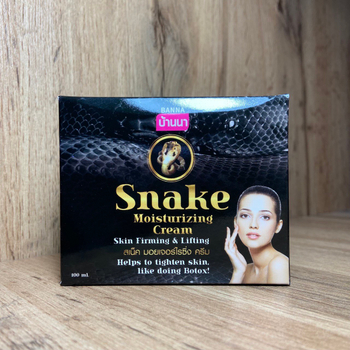 BANNA
บ้านนา
Snake
Moisturizing
Cream
Skin Firming & Lifting
สเน็ค มอยเจอร์ไรซิ่ง ครีม
Helps to tighten skin,
like doing Botox!
100 ml.